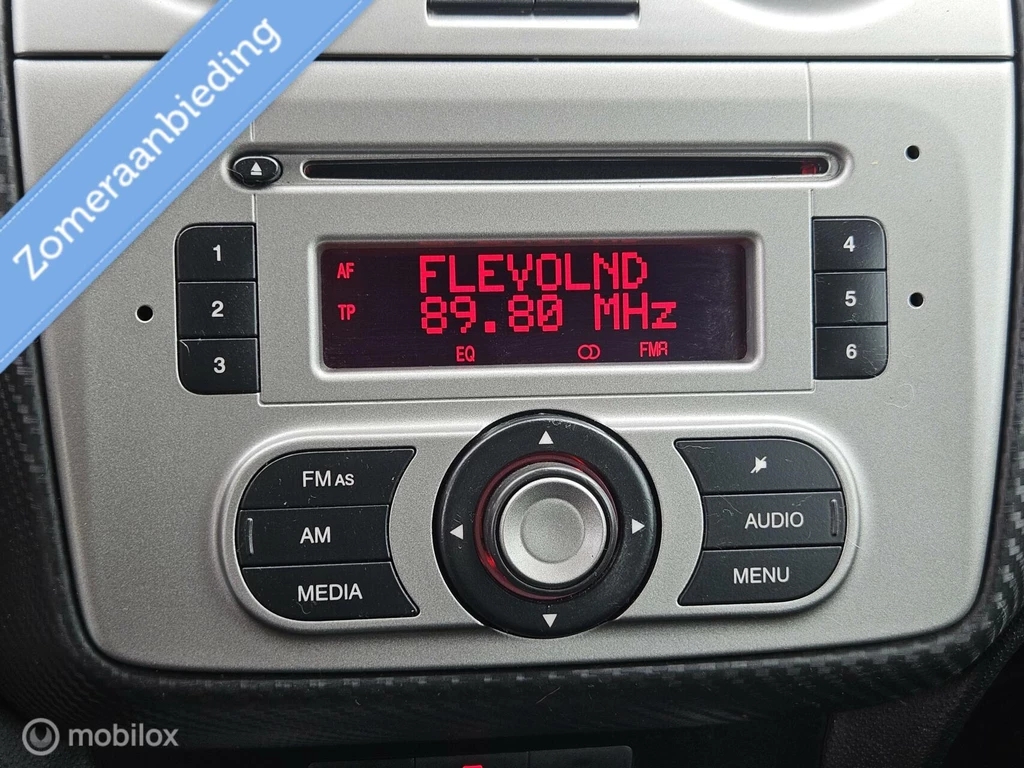 Zomeraanbieding
1
2
3
AF
FLEVOLND
TP
89.80 MHz
EQ
FMR
4
5
6
FM AS
AM
MEDIA
AUDIO
MENU
mobilox